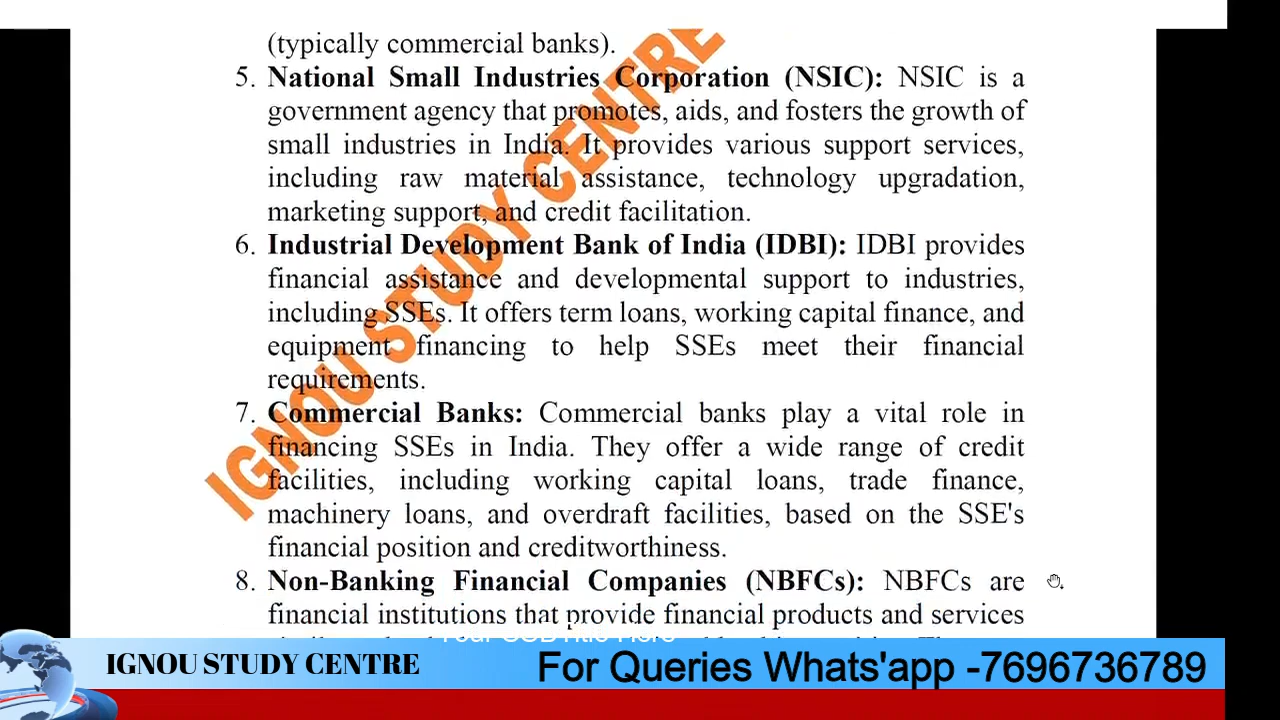 (typically commercial banks).
5. National Small Industries Corporation (NSIC): NSIC is a
government agency that promotes, aids, and fosters the growth of
small industries in India. It provides various support services,
including raw material assistance, technology upgradation,
marketing support, and credit facilitation.
6. Industrial Development Bank of India (IDBI): IDBI provides
financial assistance and developmental support to industries,
including SSEs. It offers term loans, working capital finance, and
equipment financing to help SSEs meet their financial
requirements.
7. Commercial Banks: Commercial banks play a vital role in
financing SSEs in India. They offer a wide range of credit
facilities, including working capital loans, trade finance,
machinery loans, and overdraft facilities, based on the SSE's
financial position and creditworthiness.
8. Non-Banking Financial Companies (NBFCs): NBFCs are
financial institutions that provide financial products and services
IGNOU STUDY CENTRE
IGNOU STUDY CENTRE
For Queries Whats'app -7696736789